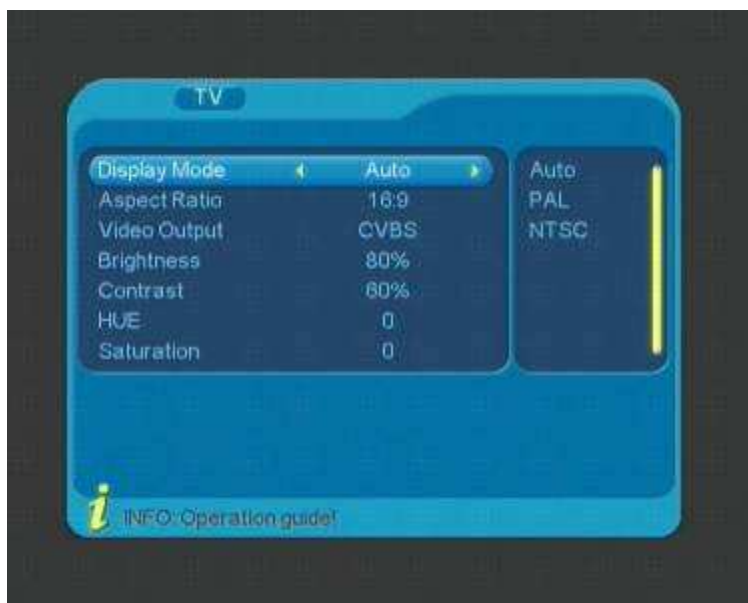 TV
Display Mode Auto
Aspect Ratio 16:9
Video Output CVBS
Brightness 80%
Contrast 60%
HUE 0
Saturation 0
Auto
PAL
NTSC
i INFO: Operation guide!